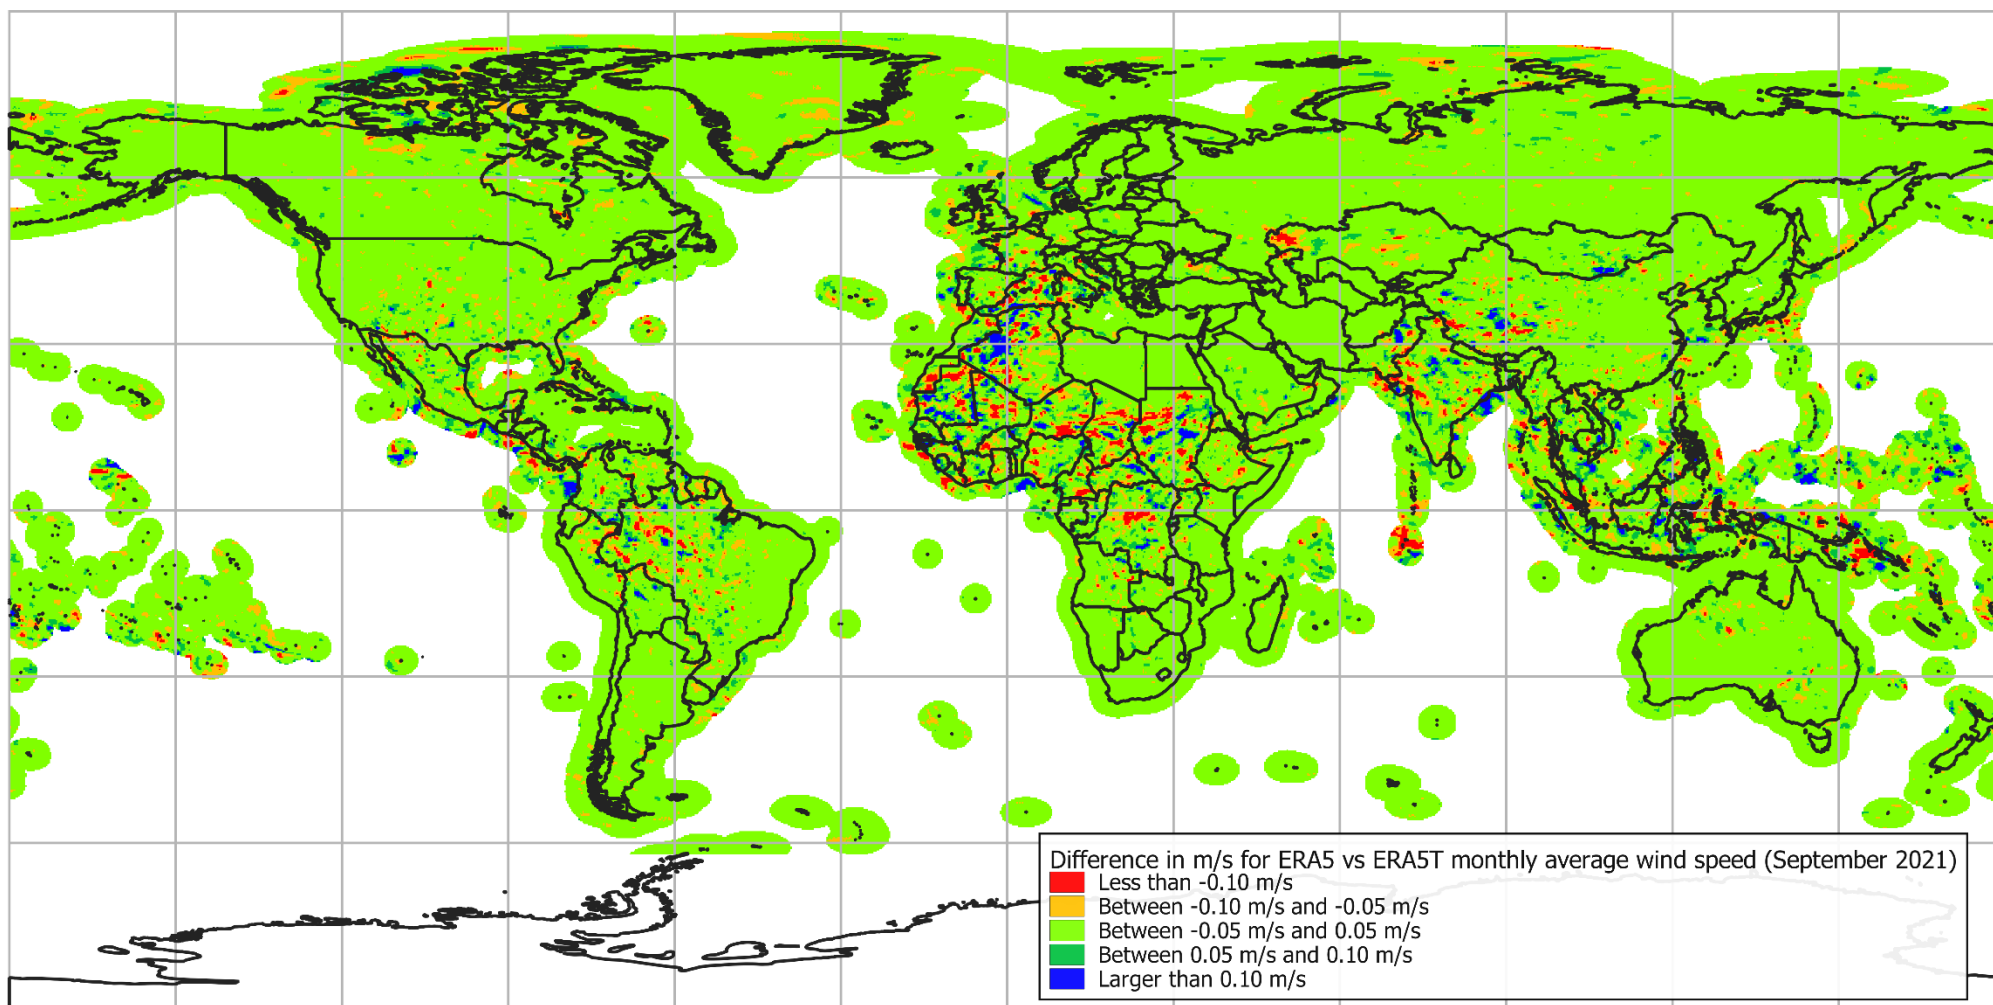 Difference in m/s for ERA5 vs ERA5T monthly average wind speed (September 2021)
Less than -0.10 m/s
Between -0.10 m/s and -0.05 m/s
Between -0.05 m/s and 0.05 m/s
Between 0.05 m/s and 0.10 m/s
Larger than 0.10 m/s